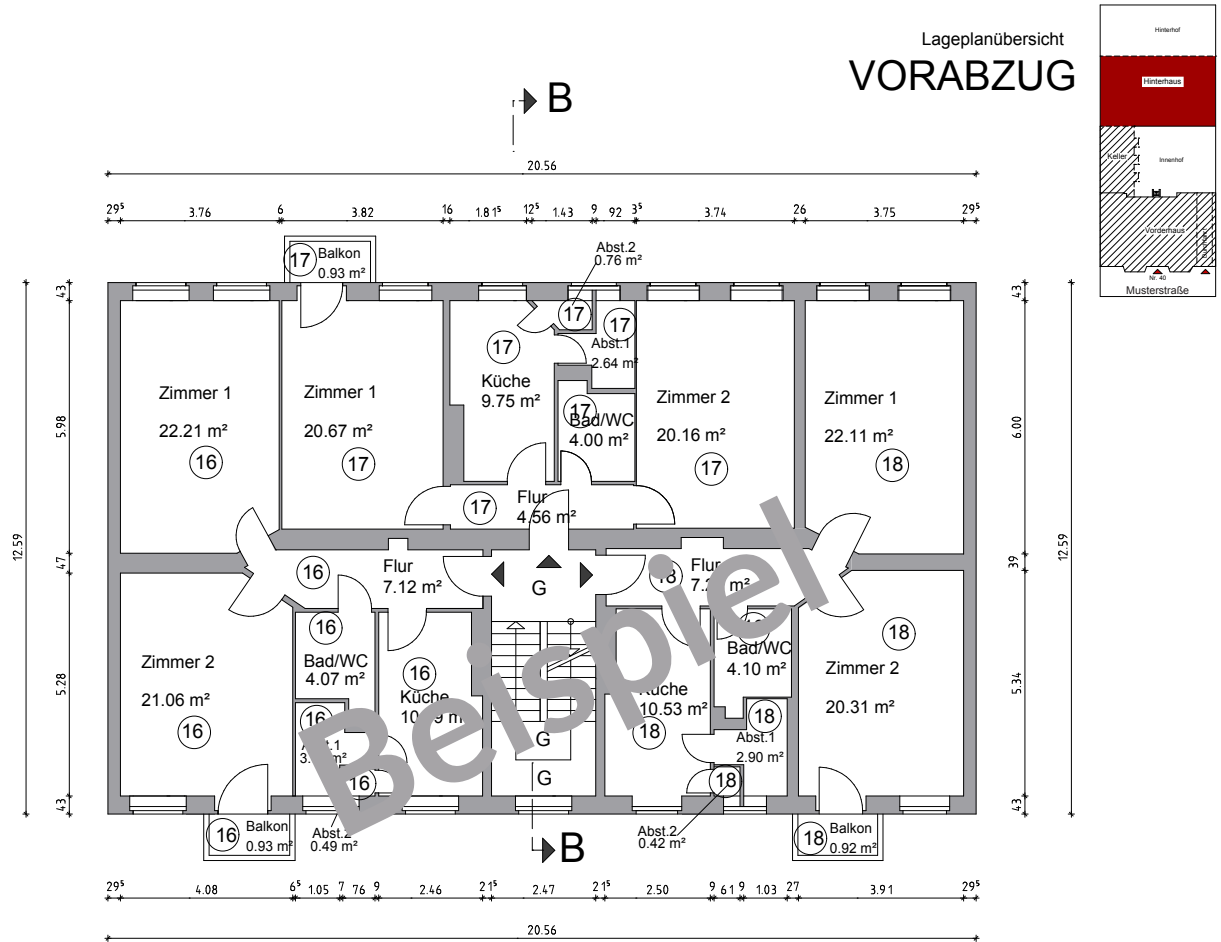 Lageplanübersicht
VORABZUG
Hinterhof
Hinterhaus
Keller
Innenhof
Vorderhaus
Nr. 40
Musterstraße
B
20.56
29⁵ 3.76 6 3.82 16 1.81⁵ 12⁵ 1.43 9 92 3⁵ 3.74 26 3.75 29⁵
17 Balkon
0.93 m²
Abst.2
0.76 m²
17
17
Abst.1
2.64 m²
17
Küche
9.75 m²
17
Bad/WC
4.00 m²
Zimmer 1
22.21 m²
16
Zimmer 1
20.67 m²
17
Zimmer 2
20.16 m²
17
Zimmer 1
22.11 m²
18
17
Flur
4.56 m²
16
Flur
7.12 m²
G
18
Flur
Zimmer 2
21.06 m²
16
16
Bad/WC
4.07 m²
16
Küche
16
16
G
G
Küche
10.53 m²
18
Bad/WC
4.10 m²
18
Abst.1
2.90 m²
18
18
Zimmer 2
20.31 m²
Beispiel
16 Balkon
0.93 m²
Abst.2
0.49 m²
Abst.2
0.42 m²
18 Balkon
0.92 m²
B
43
5.98
47
5.28
43
12.59
43
6.00
39
5.34
43
12.59
29⁵ 4.08 6⁵ 1.05 7 76 9 2.46 21⁵ 2.47 21⁵ 2.50 9 61 9 1.03 27 3.91 29⁵
20.56